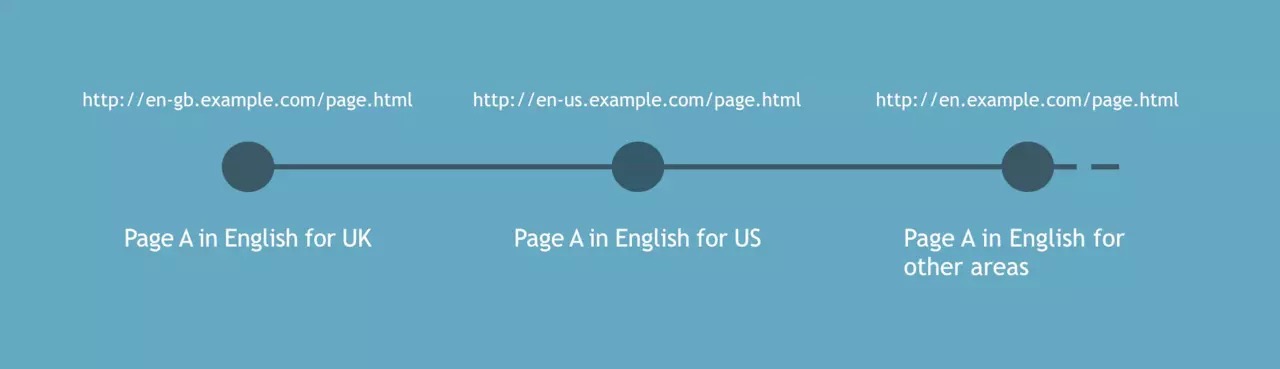 http://en-gb.example.com/page.html
http://en-us.example.com/page.html
http://en.example.com/page.html
Page A in English for UK
Page A in English for US
Page A in English for
other areas